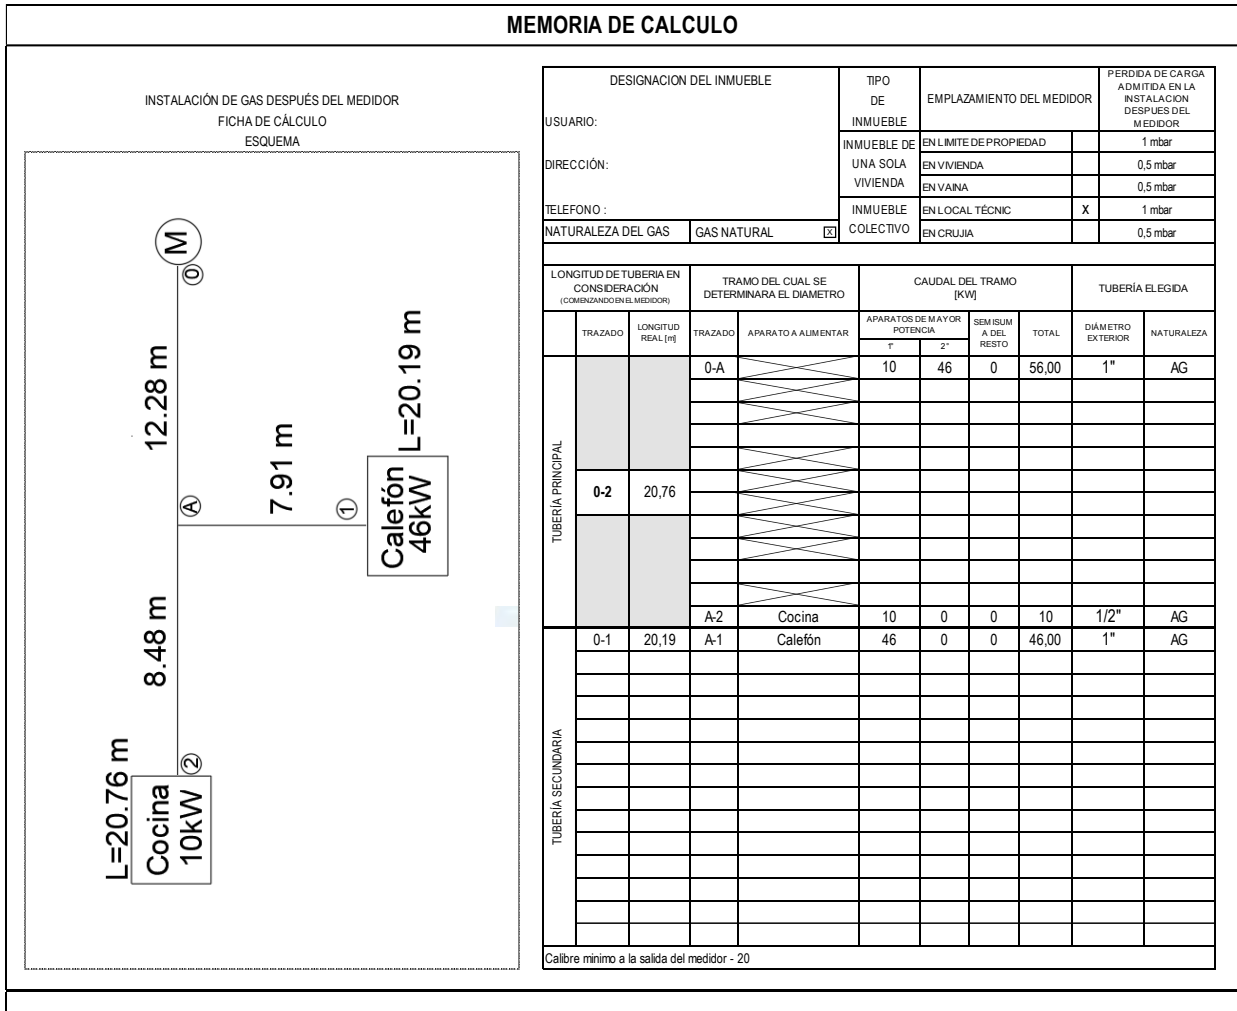 MEMORIA DE CALCULO
INSTALACIÓN DE GAS DESPUÉS DEL MEDIDOR
FICHA DE CÁLCULO
ESQUEMA
M
0
12.28 m
A
7.91 m
1
Calefón
46kW
L=20.19 m
8.48 m
2
Cocina
10kW
L=20.76 m
DESIGNACION DEL INMUEBLE
USUARIO:
DIRECCIÓN:
TELEFONO :
NATURALEZA DEL GAS GAS NATURAL X
TIPO
DE
INMUEBLE
EMPLAZAMIENTO DEL MEDIDOR
PERDIDA DE CARGA
ADMITIDA EN LA
INSTALACION
DESPUES DEL
MEDIDOR
INMUEBLE DE
UNA SOLA
VIVIENDA
EN LIMITE DE PROPIEDAD 1 mbar
EN VIVIENDA 0,5 mbar
EN VAINA 0,5 mbar
INMUEBLE
COLECTIVO
EN LOCAL TÉCNIC X 1 mbar
EN CRUJIA 0,5 mbar
LONGITUD DE TUBERIA EN
CONSIDERACIÓN
(COMENZANDO EN EL MEDIDOR)
TRAMO DEL CUAL SE
DETERMINARA EL DIAMETRO
CAUDAL DEL TRAMO
[KW]
TUBERÍA ELEGIDA
TRAZADO
LONGITUD
REAL [m]
TRAZADO
APARATO A ALIMENTAR
APARATOS DE MAYOR
POTENCIA
1° 2°
SEMISUM
A DEL
RESTO
TOTAL
DIÁMETRO
EXTERIOR
NATURALEZA
TUBERÍA PRINCIPAL
0-A 10 46 0 56,00 1" AG
0-2 20,76
A-2 Cocina 10 0 0 10 1/2" AG
TUBERÍA SECUNDARIA
0-1 20,19 A-1 Calefón 46 0 0 46,00 1" AG
Calibre minimo a la salida del medidor - 20